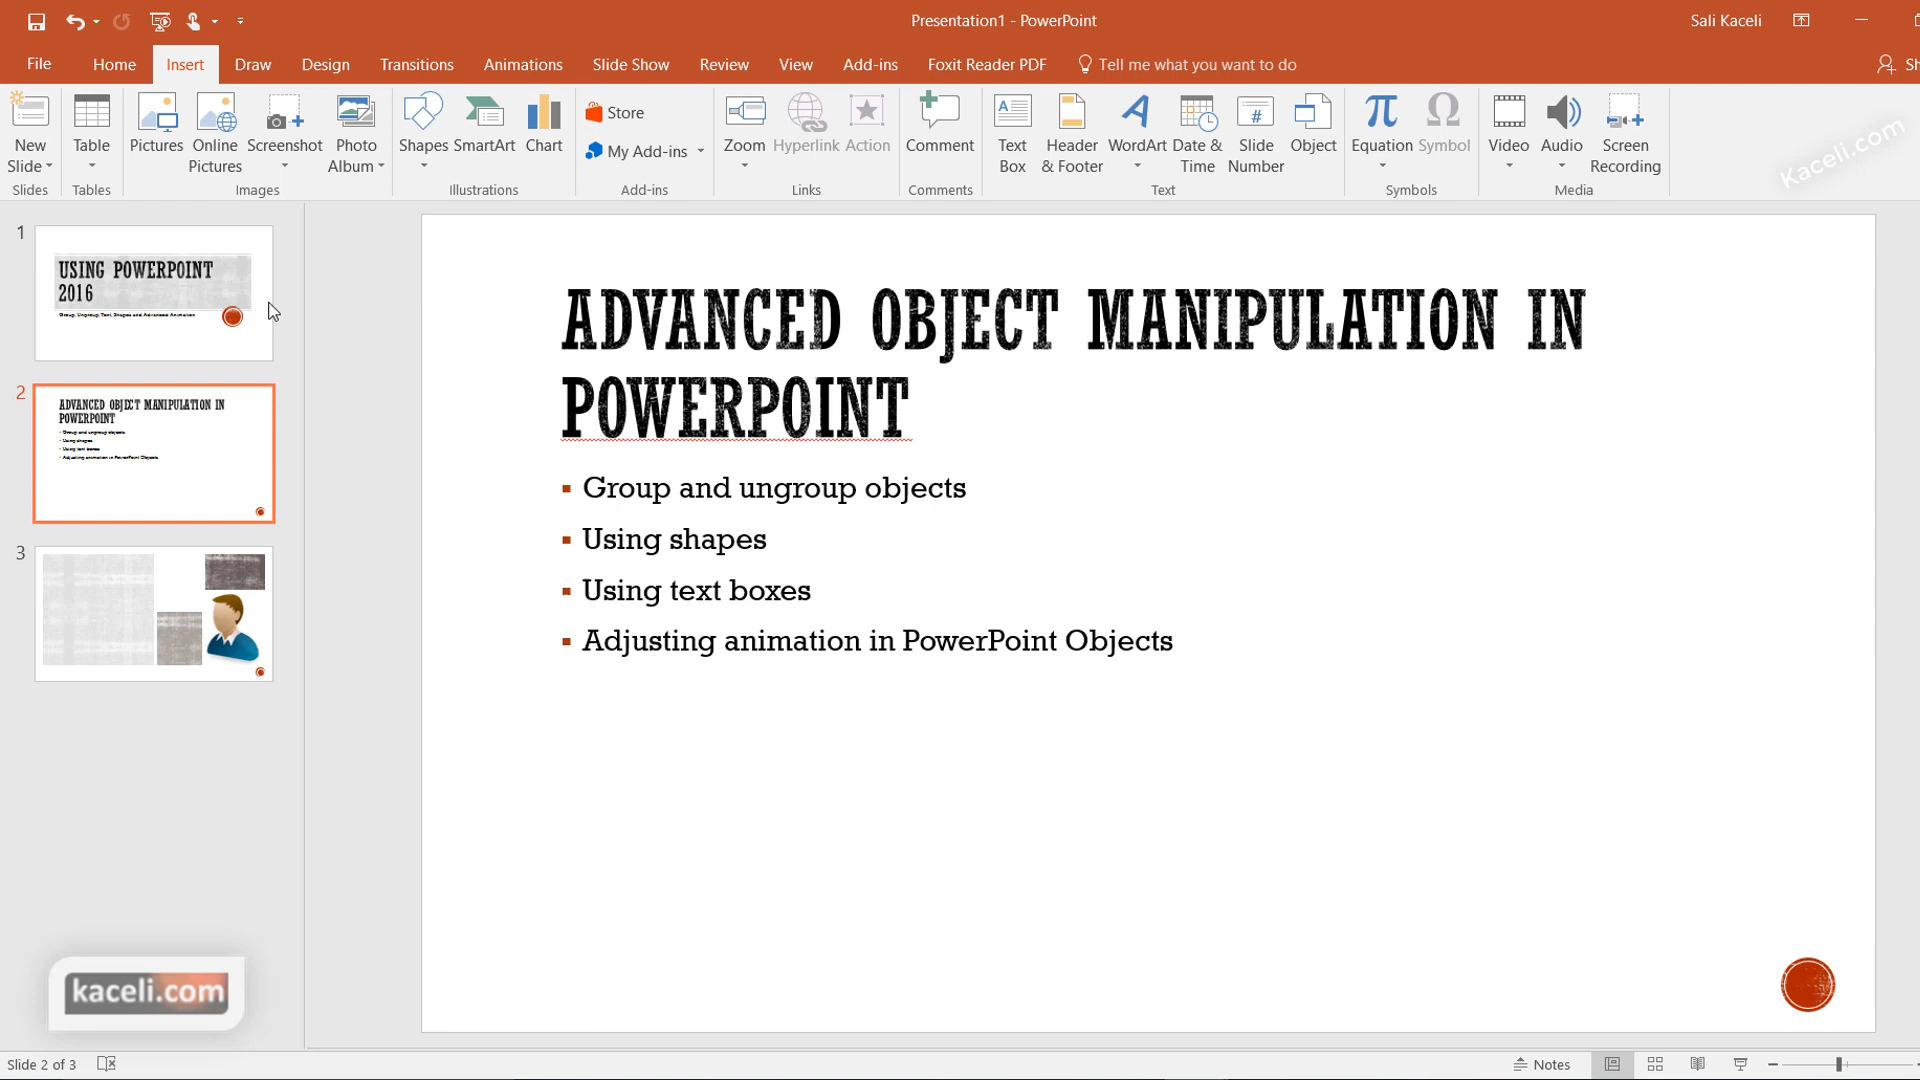 Presentation1 - PowerPoint
Sali Kaceli
File Home Insert Draw Design Transitions Animations Slide Show Review View Add-ins Foxit Reader PDF Tell me what you want to do
New Slide
Table
Pictures
Online Pictures
Screenshot
Photo Album
Shapes
SmartArt
Chart
Store
My Add-ins
Zoom
Hyperlink
Action
Comment
Text Box
Header & Footer
WordArt
Date & Time
Slide Number
Object
Equation
Symbol
Video
Audio
Screen Recording
Slides Tables Images Illustrations Add-ins Links Comments Text Symbols Media
Kaceli.com
1
USING POWERPOINT
2016
Group, Ungroup, Text, Shapes and Advanced Animation
2
ADVANCED OBJECT MANIPULATION IN
POWERPOINT
Group and ungroup objects
Using shapes
Using text boxes
Adjusting animation in PowerPoint Objects
3
ADVANCED OBJECT MANIPULATION IN
POWERPOINT
▪ Group and ungroup objects
▪ Using shapes
▪ Using text boxes
▪ Adjusting animation in PowerPoint Objects
kaceli.com
Slide 2 of 3
Notes